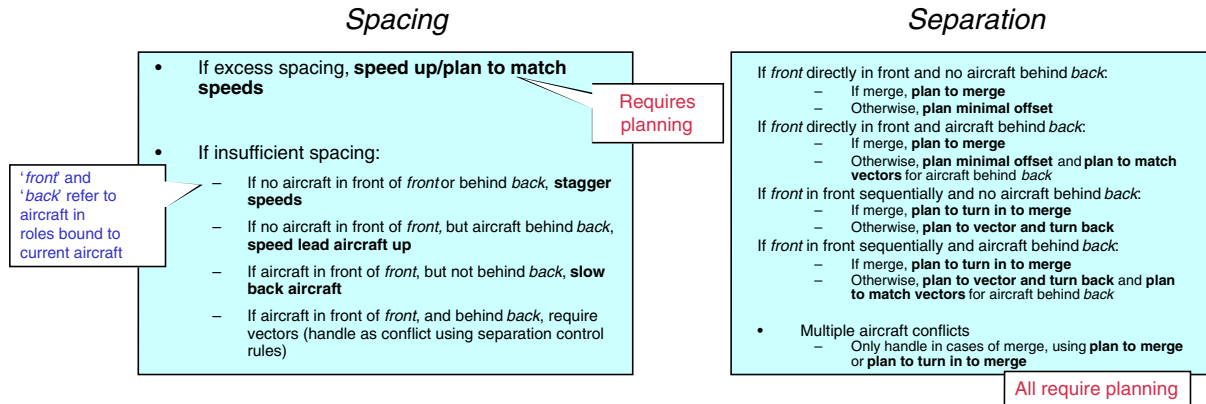 Spacing
• If excess spacing, speed up/plan to match
speeds
Requires
planning
• If insufficient spacing:
'front' and
'back' refer to
aircraft in
roles bound to
current aircraft
– If no aircraft in front of front or behind back, stagger
speeds
– If no aircraft in front of front, but aircraft behind back,
speed lead aircraft up
– If aircraft in front of front, but not behind back, slow
back aircraft
– If aircraft in front of front, and behind back, require
vectors (handle as conflict using separation control
rules)
Separation
If front directly in front and no aircraft behind back:
– If merge, plan to merge
– Otherwise, plan minimal offset
If front directly in front and aircraft behind back:
– If merge, plan to merge
– Otherwise, plan minimal offset and plan to match
vectors for aircraft behind back
If front in front sequentially and no aircraft behind back:
– If merge, plan to turn in to merge
– Otherwise, plan to vector and turn back
If front in front sequentially and aircraft behind back:
– If merge, plan to turn in to merge
– Otherwise, plan to vector and turn back and plan
to match vectors for aircraft behind back
• Multiple aircraft conflicts
– Only handle in cases of merge, using plan to merge
or plan to turn in to merge
All require planning